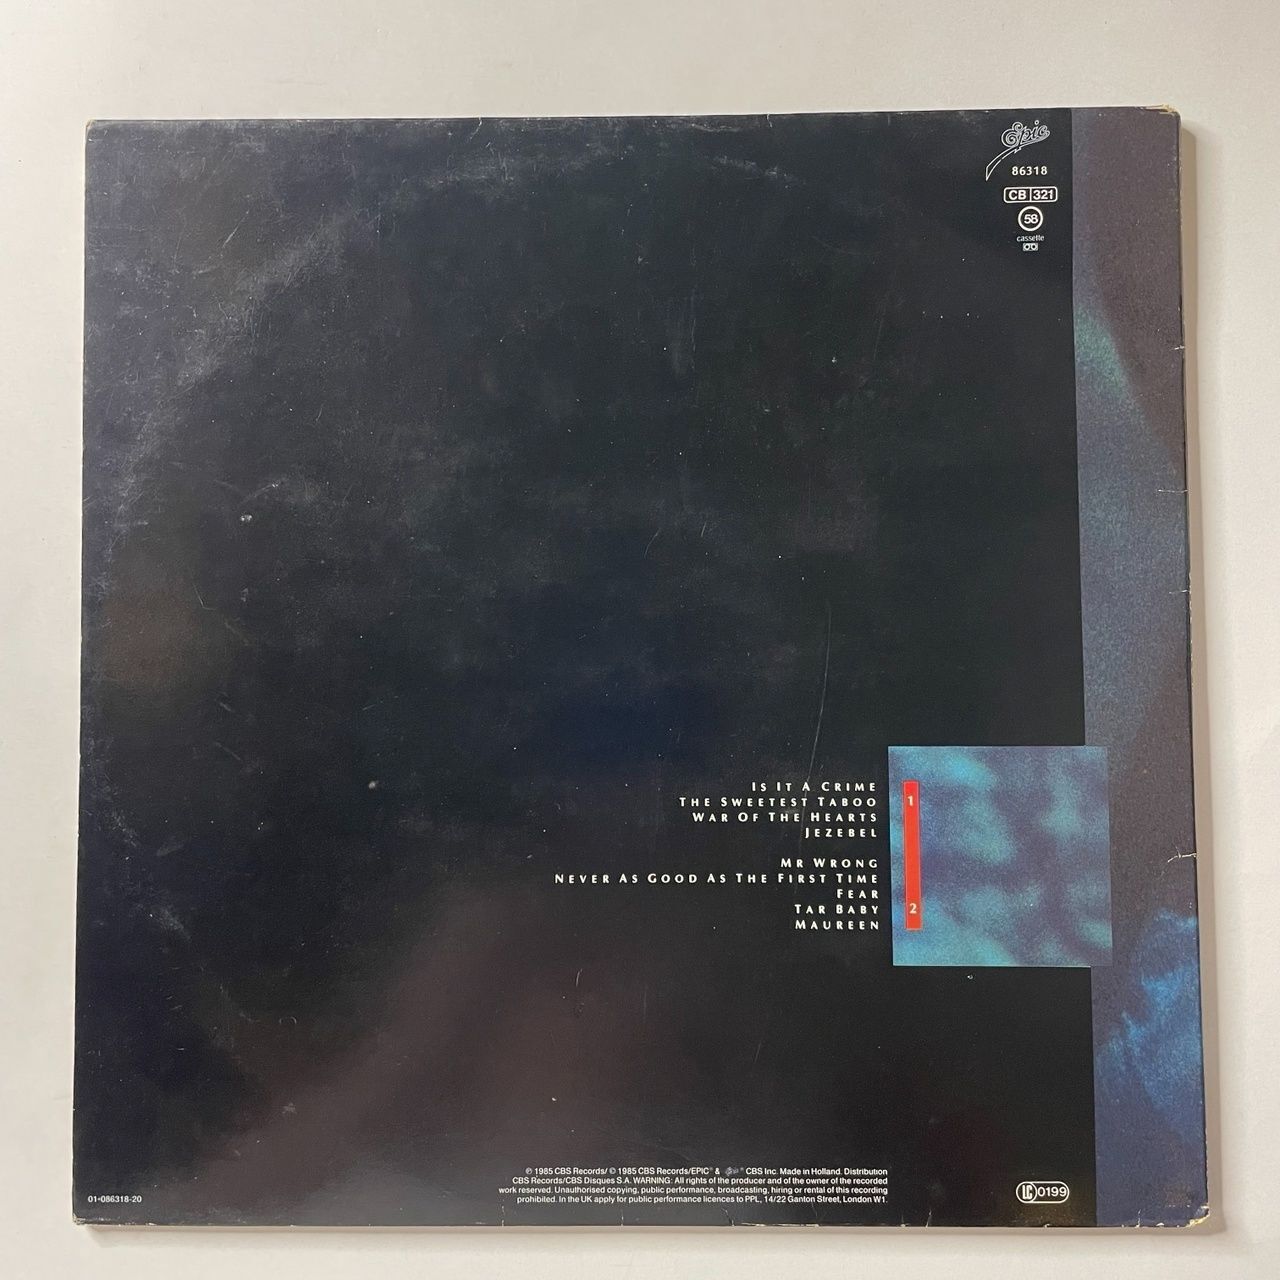 Epic
86318
CB 321
58
cassette
IS IT A CRIME
THE SWEETEST TABOO
WAR OF THE HEARTS
JEZEBEL
1
MR WRONG
NEVER AS GOOD AS THE FIRST TIME
FEAR
TAR BABY
MAUREEN
2
℗ 1985 CBS Records/ © 1985 CBS Records/EPIC® & Epic® CBS Inc. Made in Holland. Distribution
CBS Records/CBS Disques S.A. WARNING: All rights of the producer and of the owner of the recorded
work reserved. Unauthorised copying, public performance, broadcasting, hiring or rental of this recording
prohibited. In the UK apply for public performance licences to PPL, 14/22 Ganton Street, London W1.
01-086318-20
LC 0199